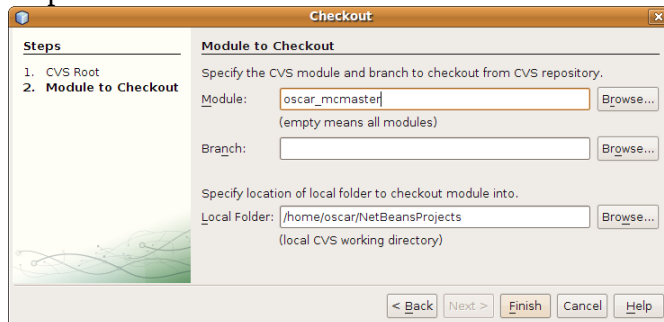 Checkout
Steps
1. CVS Root
2. Module to Checkout
Module to Checkout
Specify the CVS module and branch to checkout from CVS repository.
Module: oscar_mcmaster Browse...
(empty means all modules)
Branch: Browse...
Specify location of local folder to checkout module into.
Local Folder: /home/oscar/NetBeansProjects Browse...
(local CVS working directory)
< Back Next > Finish Cancel Help